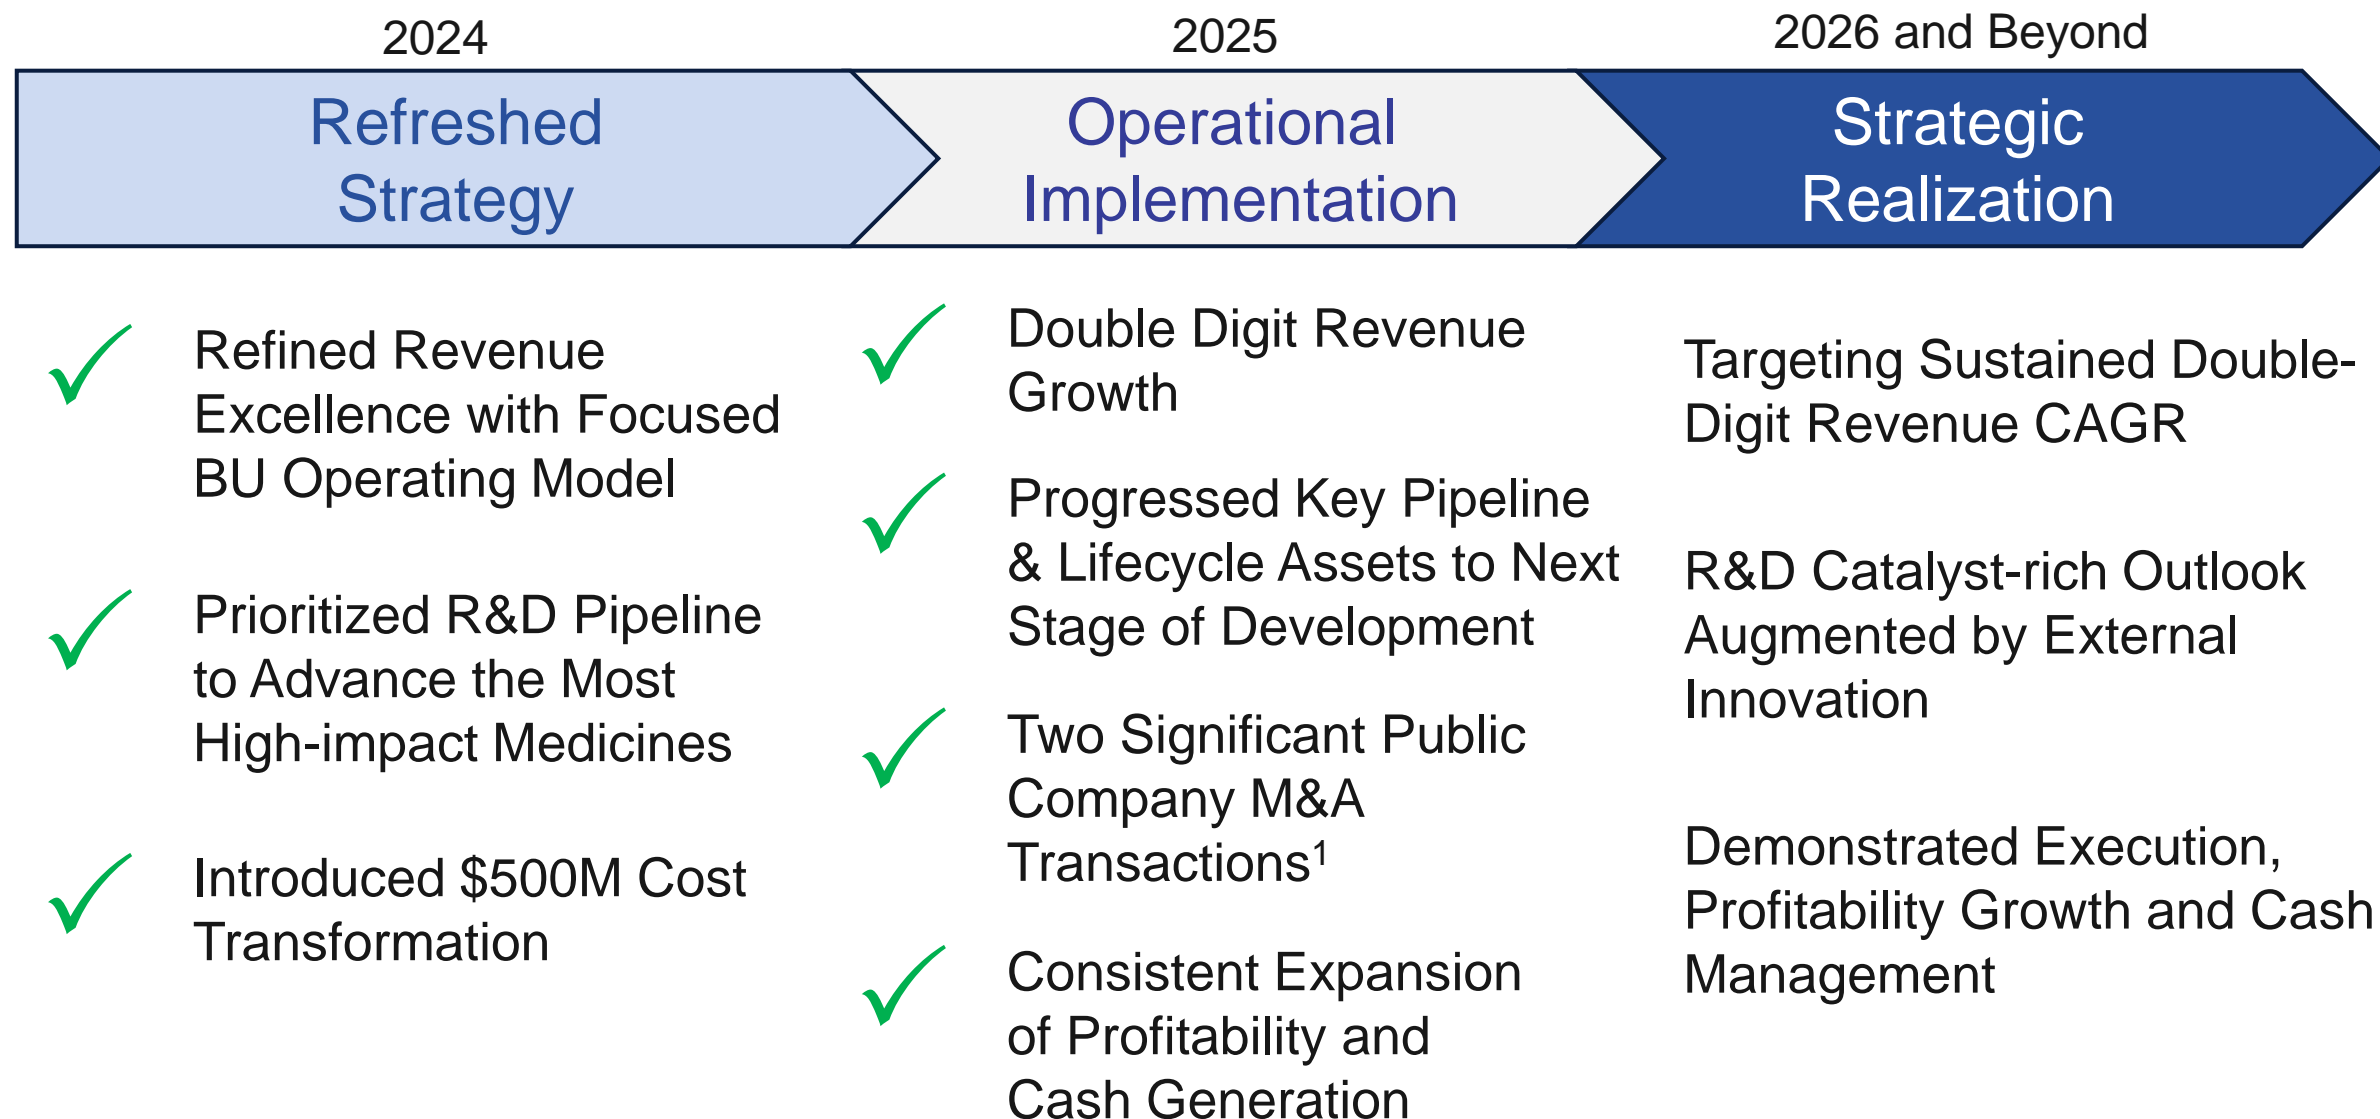 2024
Refreshed
Strategy
Refined Revenue
Excellence with Focused
BU Operating Model
Prioritized R&D Pipeline
to Advance the Most
High-impact Medicines
Introduced $500M Cost
Transformation
2025
Operational
Implementation
Double Digit Revenue
Growth
Progressed Key Pipeline
& Lifecycle Assets to Next
Stage of Development
Two Significant Public
Company M&A
Transactions¹
Consistent Expansion
of Profitability and
Cash Generation
2026 and Beyond
Strategic
Realization
Targeting Sustained Double-
Digit Revenue CAGR
R&D Catalyst-rich Outlook
Augmented by External
Innovation
Demonstrated Execution,
Profitability Growth and Cash
Management